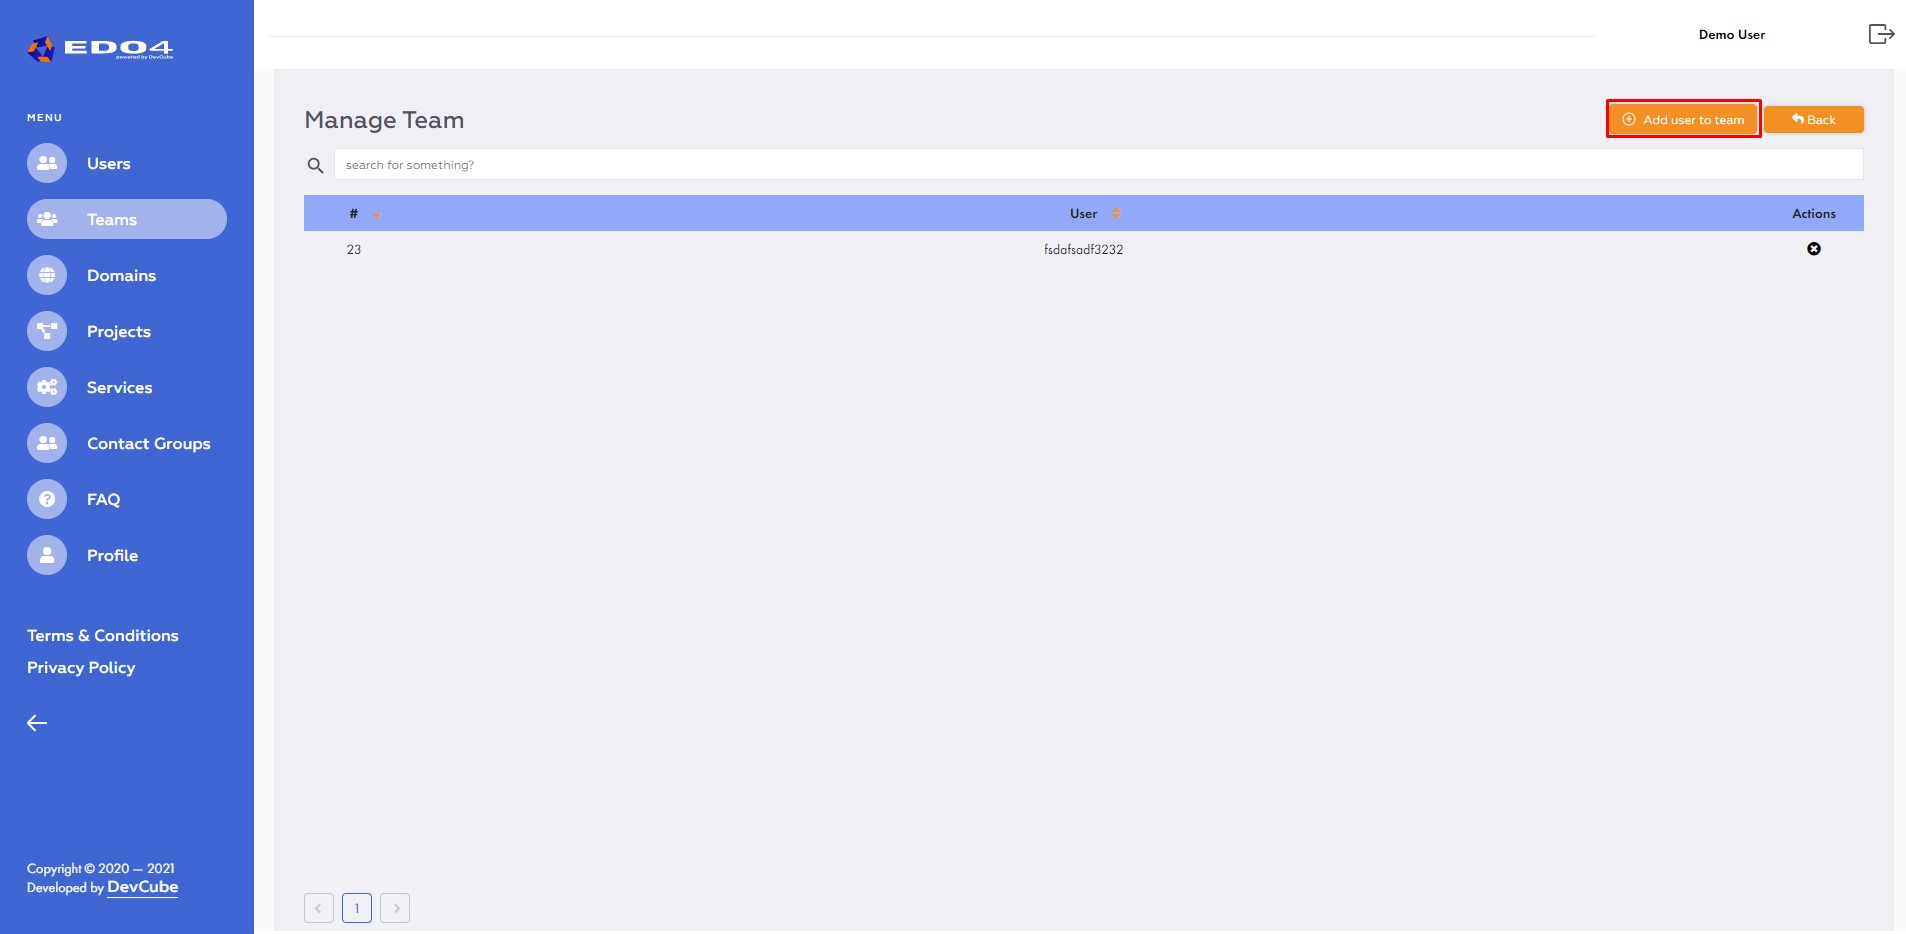 EDO4
powered by DevCube
Demo User
MENU
Users
Teams
Domains
Projects
Services
Contact Groups
FAQ
Profile
Terms & Conditions
Privacy Policy
Copyright © 2020 — 2021
Developed by DevCube
Manage Team
Add user to team
Back
search for something?
# User Actions
23 fsdafsadf3232
1